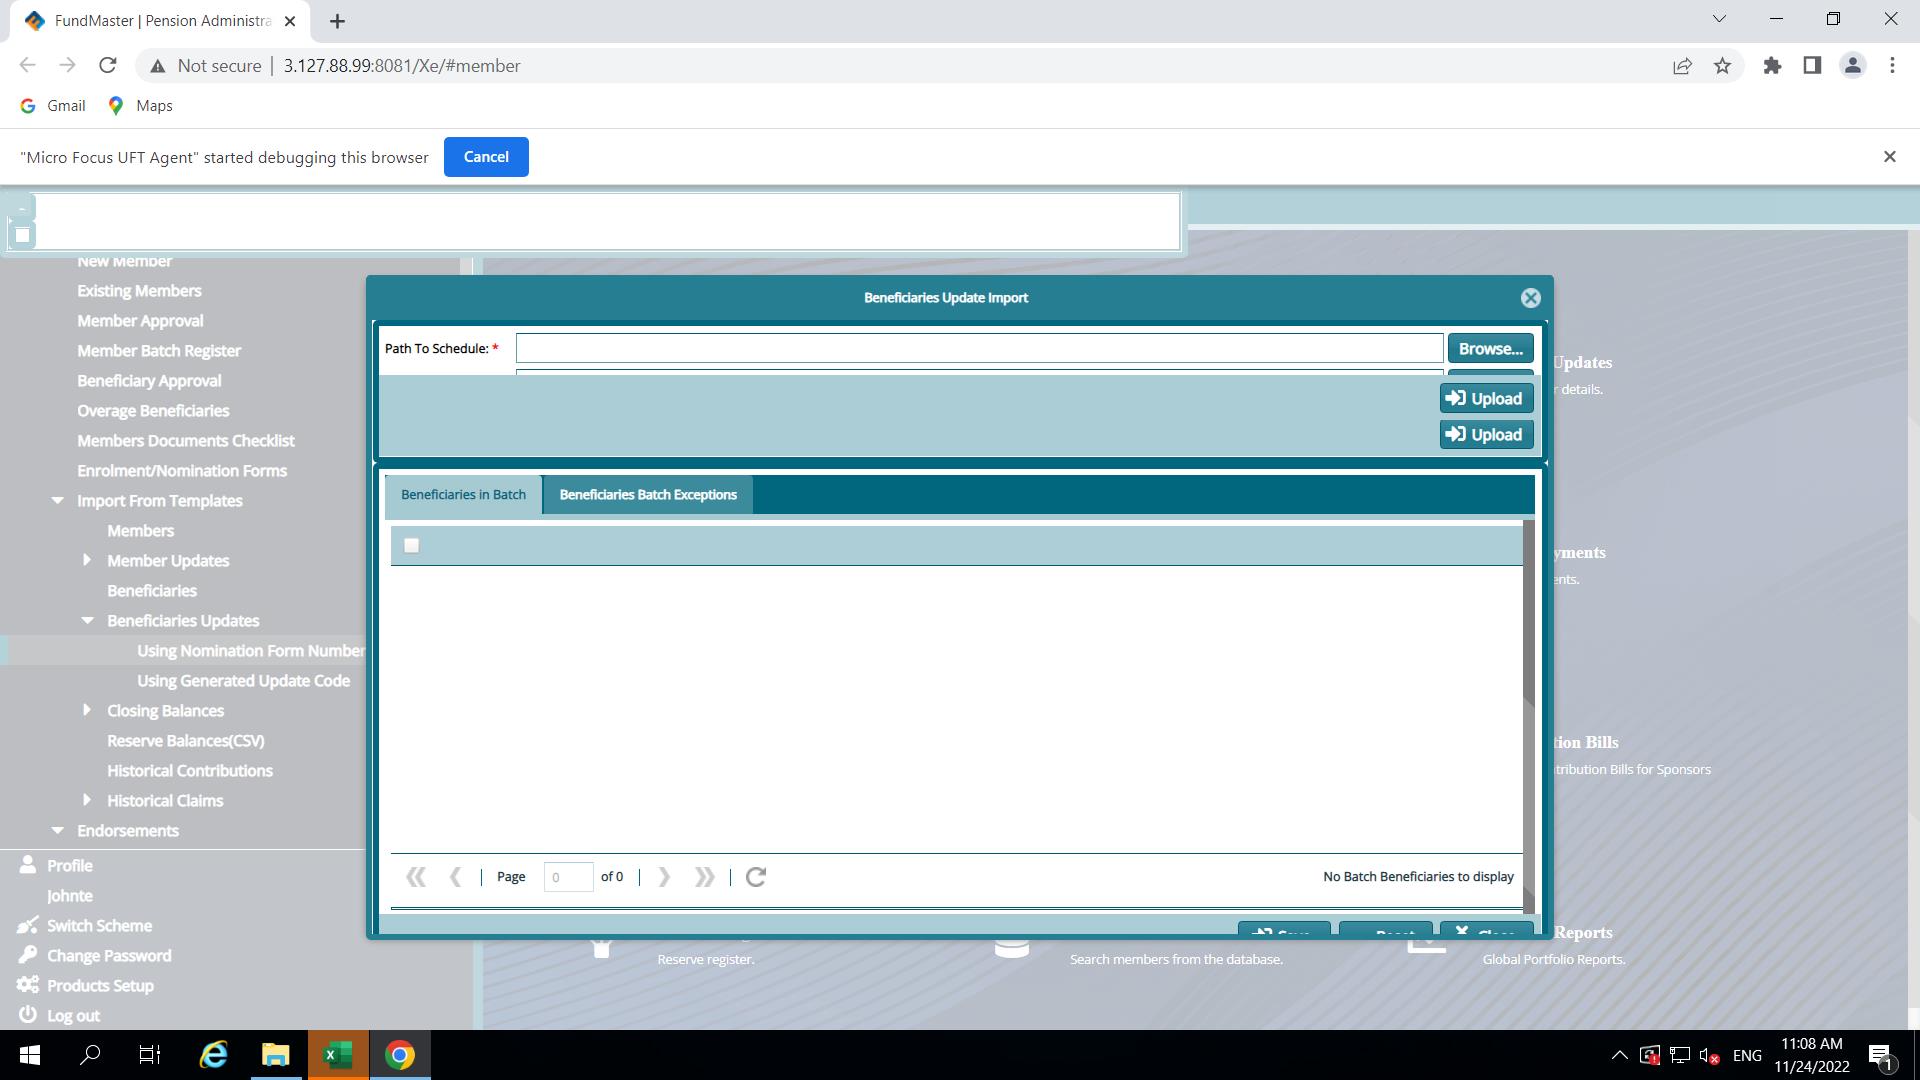 FundMaster | Pension Administra
Not secure | 3.127.88.99:8081/Xe/#member
Gmail Maps
"Micro Focus UFT Agent" started debugging this browser Cancel
New Member
Existing Members
Member Approval
Member Batch Register
Beneficiary Approval
Overage Beneficiaries
Members Documents Checklist
Enrolment/Nomination Forms
Import From Templates
Members
Member Updates
Beneficiaries
Beneficiaries Updates
Using Nomination Form Number
Using Generated Update Code
Closing Balances
Reserve Balances(CSV)
Historical Contributions
Historical Claims
Endorsements
Profile
Johnte
Switch Scheme
Change Password
Products Setup
Log out
Beneficiaries Update Import
Path To Schedule: * Browse...
Upload
Upload
Beneficiaries in Batch Beneficiaries Batch Exceptions
Page 0 of 0 No Batch Beneficiaries to display
Save Reset Close
Updates
r details.
yments
ents.
tion Bills
tribution Bills for Sponsors
Reports
Reserve register. Search members from the database. Global Portfolio Reports.
ENG
11:08 AM
11/24/2022
1